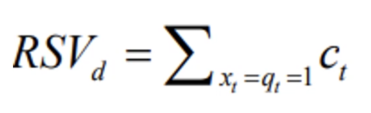 RSV_d = ∑_{x_t = q_t = 1} c_t